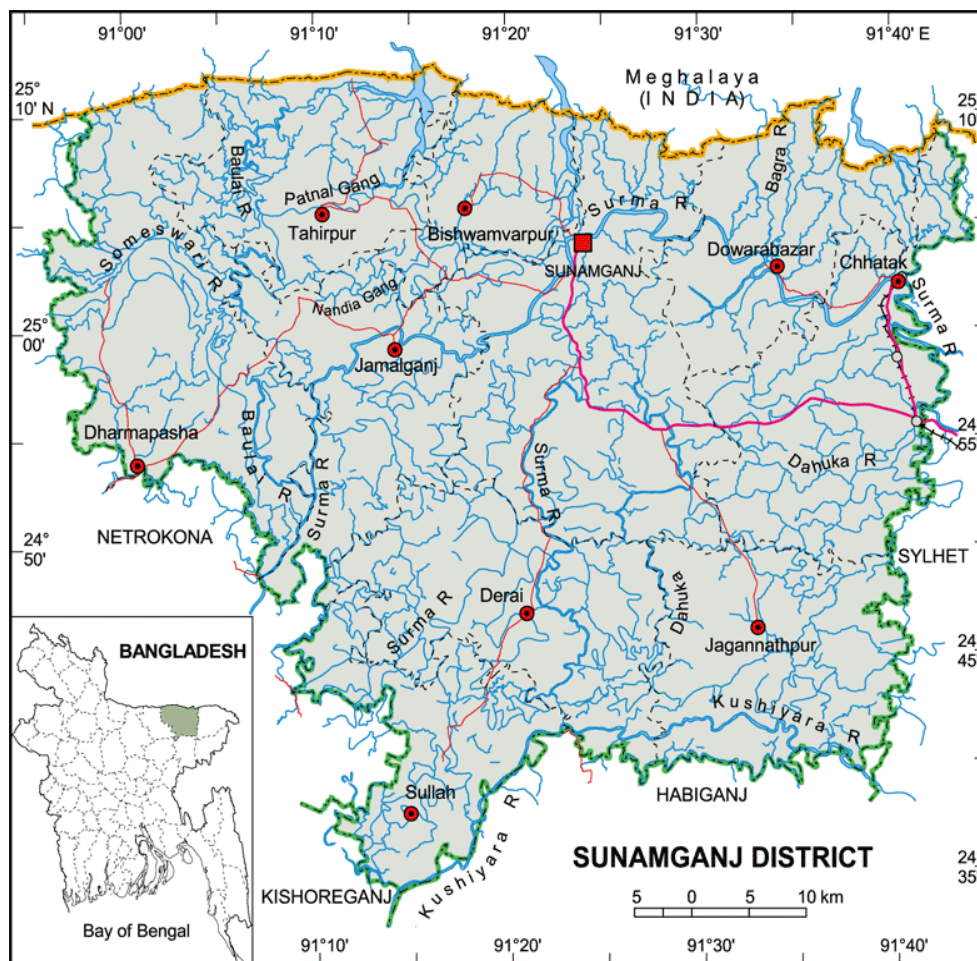 91°00'
91°10'
91°20'
91°30'
91°40' E
25°
10' N
25
10
Meghalaya
(INDIA)
Baulai R
Patnal Gang
Tahirpur
Bishwamvarpur
Surma R
Bagra R
Someswari R
SUNAMGANJ
Dowarabazar
Chhatak
Surma R
Nandia Gang
25°
00'
Jamalganj
Dharmapasha
Baulai R
Surma R
Surma R
Dahuka R
24
55
NETROKONA
24°
50'
SYLHET
Derai
Surma R
Dahuka
Jagannathpur
24
45
BANGLADESH
Kushiyara R
Sullah
HABIGANJ
Kushiyara R
KISHOREGANJ
SUNAMGANJ DISTRICT
24
35
5 0 5 10 km
Bay of Bengal
91°10'
91°20'
91°30'
91°40'